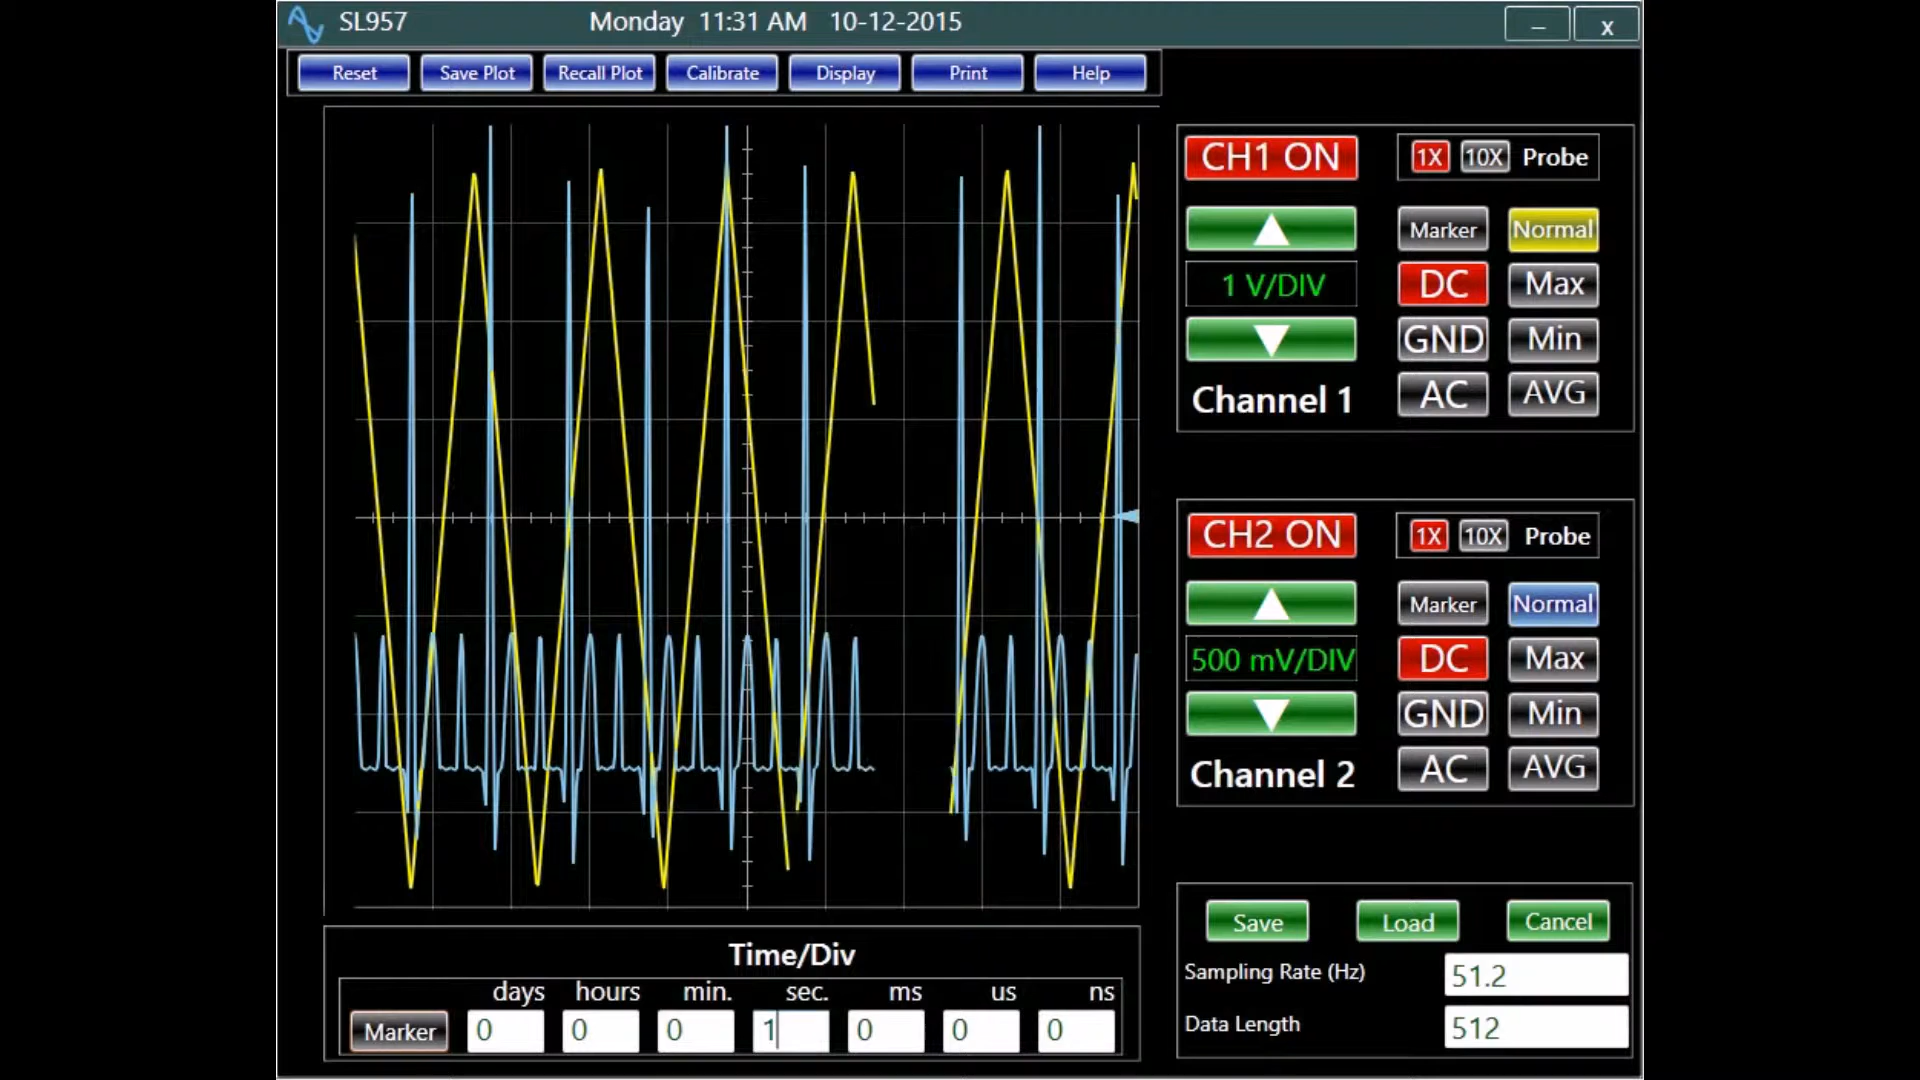 SL957 Monday 11:31 AM 10-12-2015 – x
Reset Save Plot Recall Plot Calibrate Display Print Help
CH1 ON 1X 10X Probe
Marker Normal
1 V/DIV DC Max
GND Min
Channel 1 AC AVG
CH2 ON 1X 10X Probe
Marker Normal
500 mV/DIV DC Max
GND Min
Channel 2 AC AVG
Time/Div
days hours min. sec. ms us ns
Marker 0 0 0 1 0 0 0
Save Load Cancel
Sampling Rate (Hz) 51.2
Data Length 512